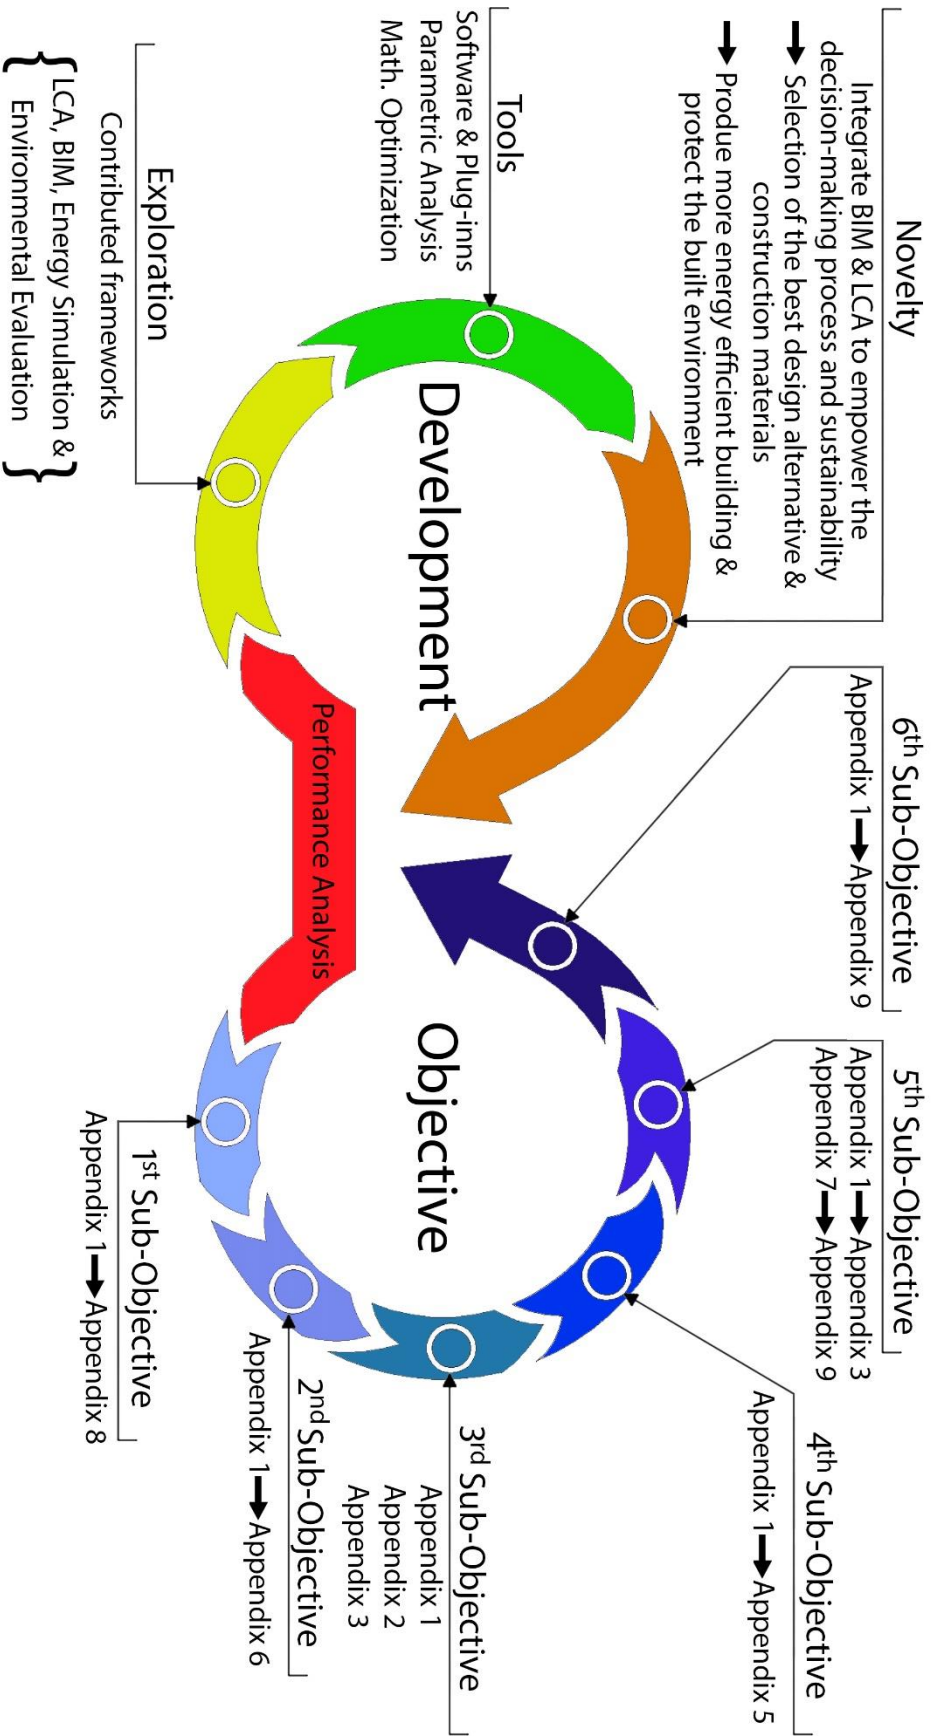 Novelty
Integrate BIM & LCA to empower the
decision-making process and sustainability
→ Selection of the best design alternative &
construction materials
→ Produe more energy efficient building &
protect the built environment
Tools
Software & Plug-inns
Parametric Analysis
Math. Optimization
Exploration
Contributed frameworks
{ LCA, BIM, Energy Simulation &
Environmental Evaluation }
Development
Performance Analysis
Objective
6th Sub-Objective
Appendix 1→Appendix 9
5th Sub-Objective
Appendix 1→Appendix 3
Appendix 7→Appendix 9
4th Sub-Objective
Appendix 1→Appendix 5
3rd Sub-Objective
Appendix 1
Appendix 2
Appendix 3
2nd Sub-Objective
Appendix 1→Appendix 6
1st Sub-Objective
Appendix 1→Appendix 8